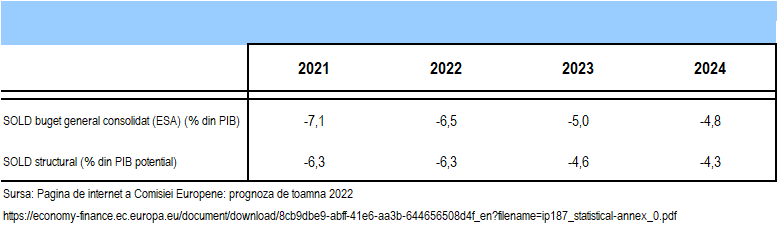 2021 2022 2023 2024
SOLD buget general consolidat (ESA) (% din PIB) -7,1 -6,5 -5,0 -4,8
SOLD structural (% din PIB potential) -6,3 -6,3 -4,6 -4,3
Sursa: Pagina de internet a Comisiei Europene: prognoza de toamna 2022
https://economy-finance.ec.europa.eu/document/download/8cb9dbe9-abff-41e6-aa3b-644656508d4f_en?filename=ip187_statistical-annex_0.pdf